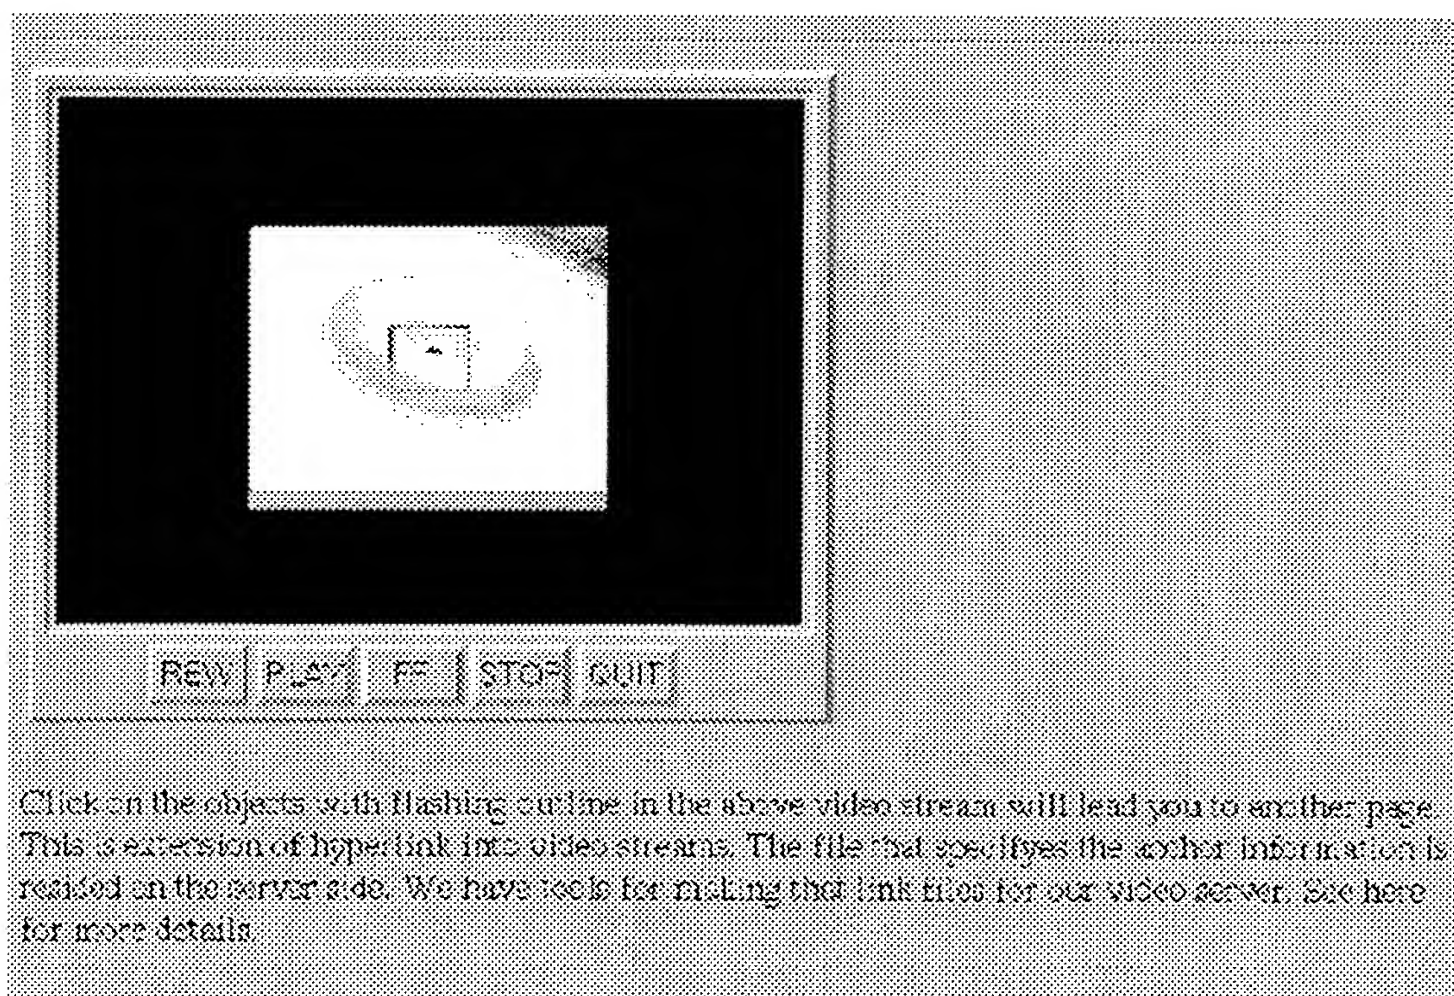 REW PLAY FF STOP QUIT
Click on the objects with flashing outline in the above video stream will lead you to another page
This is extension of hyperlink into video streams. The file that specifyes the anchor information is
resided on the server side. We have tools for making that link files for our video server. See here
for more details.